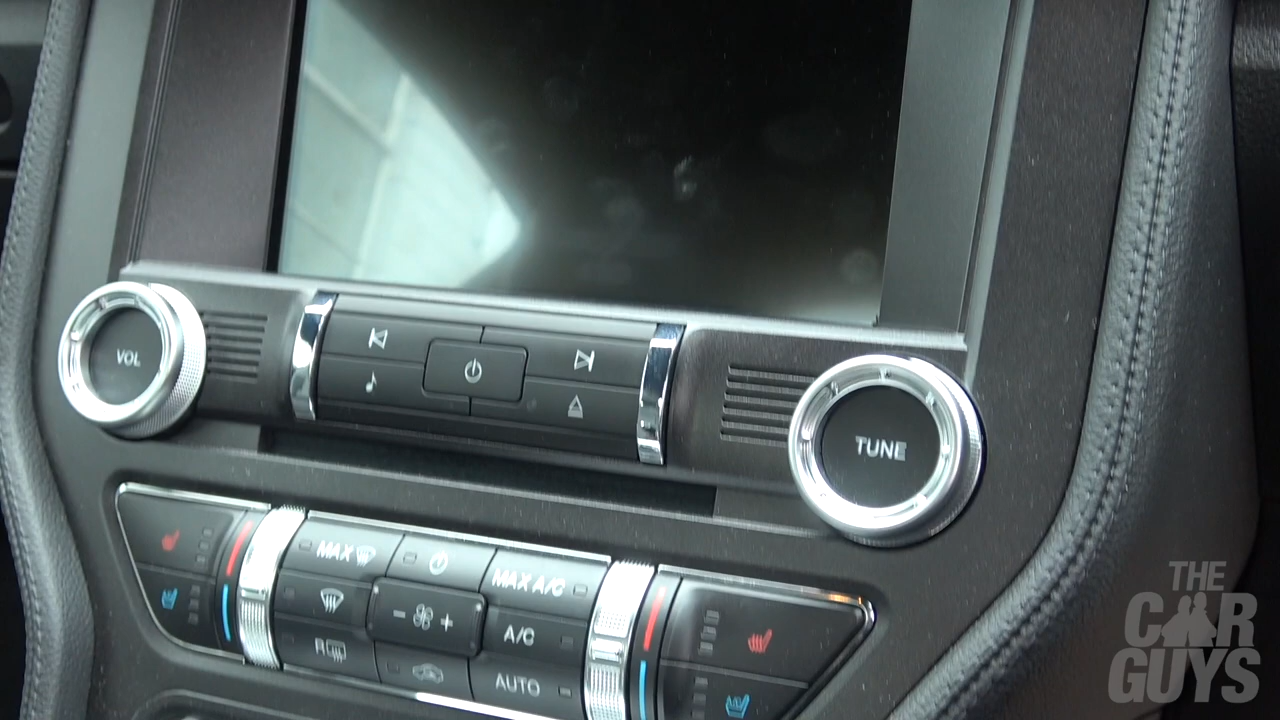 VOL
TUNE
MAX
MAX A/C
- +
A/C
R
AUTO
THE
CAR
GUYS